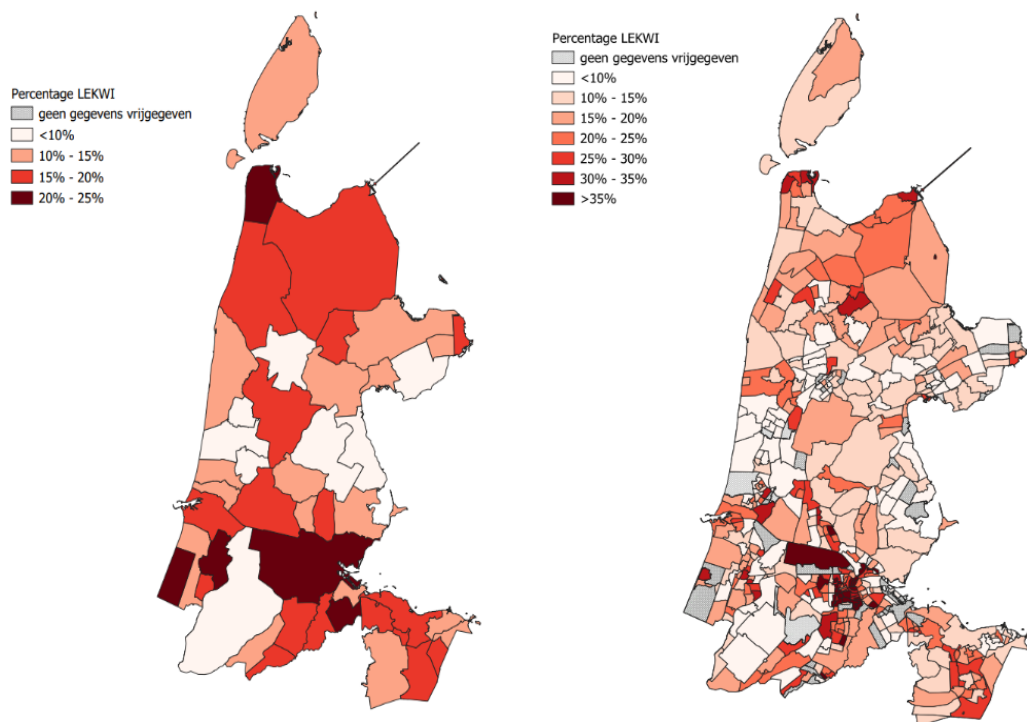 Percentage LEKWI
geen gegevens vrijgegeven
<10%
10% - 15%
15% - 20%
20% - 25%
Percentage LEKWI
geen gegevens vrijgegeven
<10%
10% - 15%
15% - 20%
20% - 25%
25% - 30%
30% - 35%
>35%